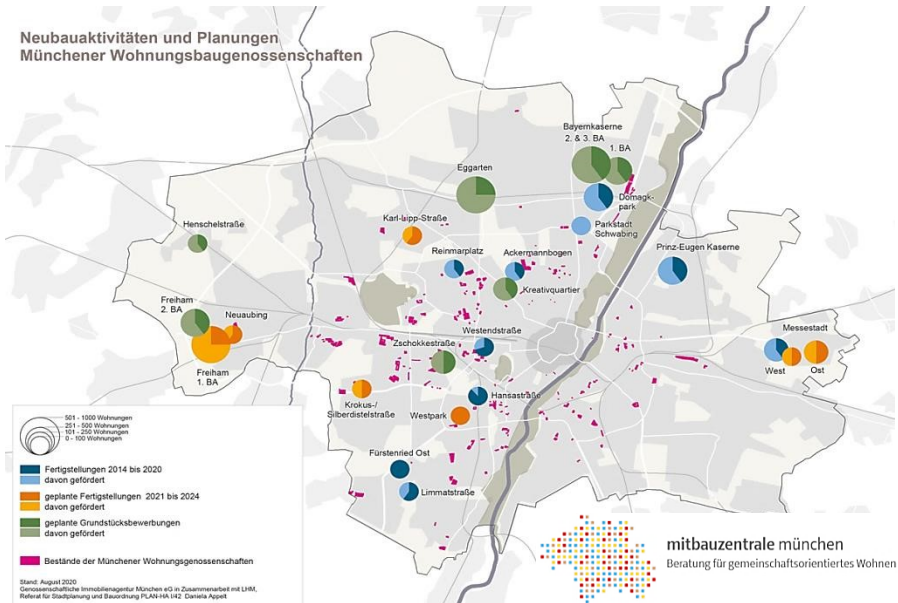 Neubauaktivitäten und Planungen
Münchener Wohnungsbaugenossenschaften
Bayernkaserne
2. & 3. BA
1. BA
Eggarten
Domagk-
park
Karl-Lipp-Straße
Parkstadt
Schwabing
Henschelstraße
Reinmarplatz
Ackermannbogen
Prinz-Eugen Kaserne
Kreativquartier
Freiham
2. BA
Neuaubing
Westendstraße
Messestadt
Zschokkestraße
West
Ost
Freiham
1. BA
Hansastraße
Krokus-/
Silberdistelstraße
Westpark
Fürstenried Ost
Limmatstraße
501 - 1000 Wohnungen
251 - 500 Wohnungen
101 - 250 Wohnungen
0 - 100 Wohnungen
Fertigstellungen 2014 bis 2020
davon gefördert
geplante Fertigstellungen 2021 bis 2024
davon gefördert
geplante Grundstücksbewerbungen
davon gefördert
Bestände der Münchener Wohnungsgenossenschaften
Stand: August 2020
Genossenschaftliche Immobilienagentur München eG in Zusammenarbeit mit LHM,
Referat für Stadtplanung und Bauordnung PLAN-HA I/42 Daniela Appelt
mitbauzentrale münchen
Beratung für gemeinschaftsorientiertes Wohnen